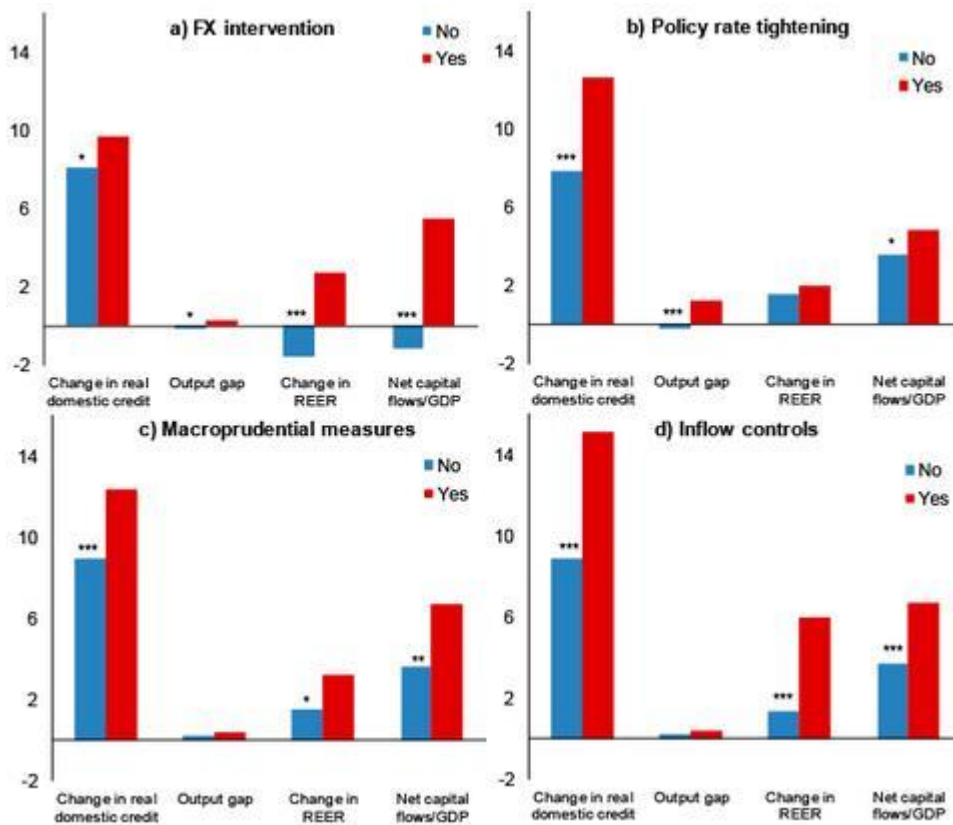 a) FX intervention
No
Yes
14
10
6
2
-2
*
*
***
***
Change in real
domestic credit
Output gap
Change in
REER
Net capital
flows/GDP
b) Policy rate tightening
No
Yes
14
10
6
2
-2
***
***
*
Change in real
domestic credit
Output gap
Change in
REER
Net capital
flows/GDP
c) Macroprudential measures
No
Yes
14
10
6
2
-2
***
*
**
Change in real
domestic credit
Output gap
Change in
REER
Net capital
flows/GDP
d) Inflow controls
No
Yes
14
10
6
2
-2
***
***
***
Change in real
domestic credit
Output gap
Change in
REER
Net capital
flows/GDP